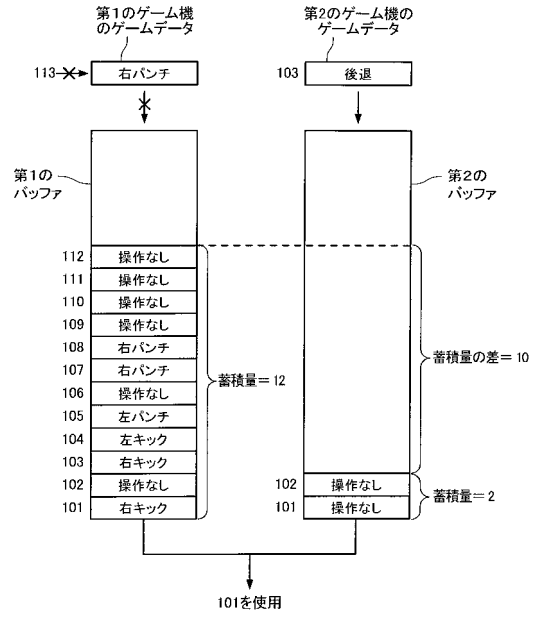 第1のゲーム機
のゲームデータ
第2のゲーム機の
ゲームデータ
113 右パンチ
103 後退
第1の
バッファ
第2の
バッファ
112 操作なし
111 操作なし
110 操作なし
109 操作なし
108 右パンチ
107 右パンチ
106 操作なし
105 左パンチ
104 左キック
103 右キック
102 操作なし
101 右キック
蓄積量=12
蓄積量の差=10
102 操作なし
101 操作なし
蓄積量=2
101を使用